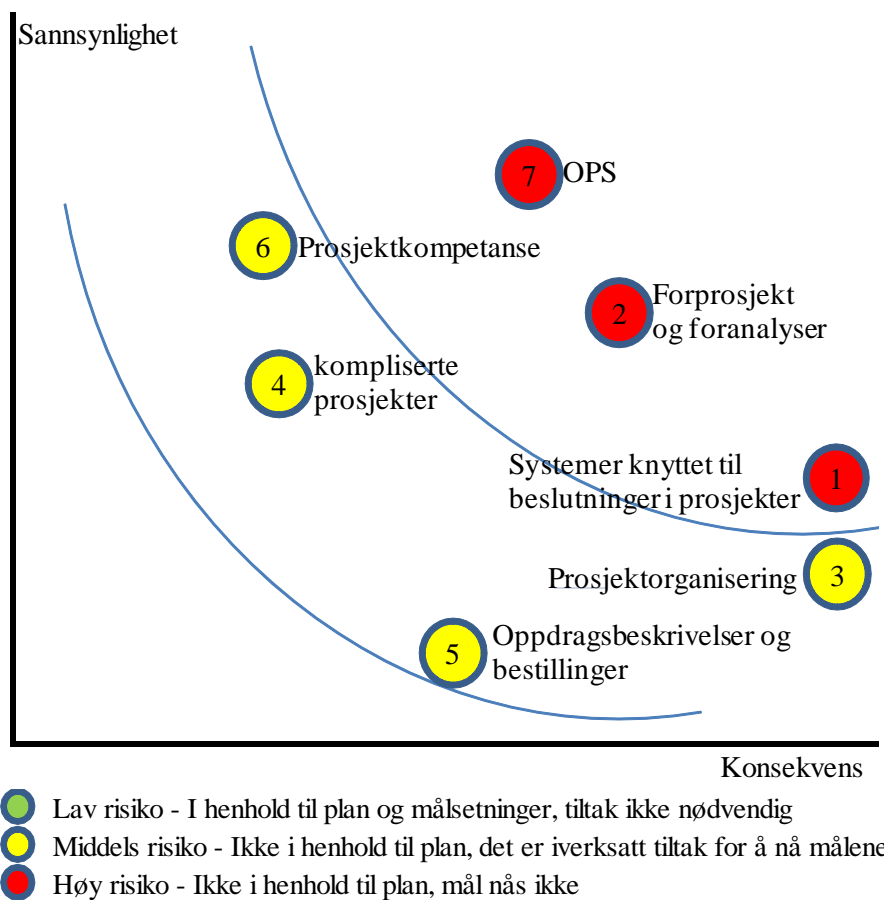 Sannsynlighet
7 OPS
6 Prosjektkompetanse
2 Forprosjekt
og foranalyser
4 kompliserte
prosjekter
Systemer knyttet til
beslutninger i prosjekter 1
Prosjektorganisering 3
5 Oppdragsbeskrivelser og
bestillinger
Konsekvens
Lav risiko - I henhold til plan og målsetninger, tiltak ikke nødvendig
Middels risiko - Ikke i henhold til plan, det er iverksatt tiltak for å nå målene
Høy risiko - Ikke i henhold til plan, mål nås ikke